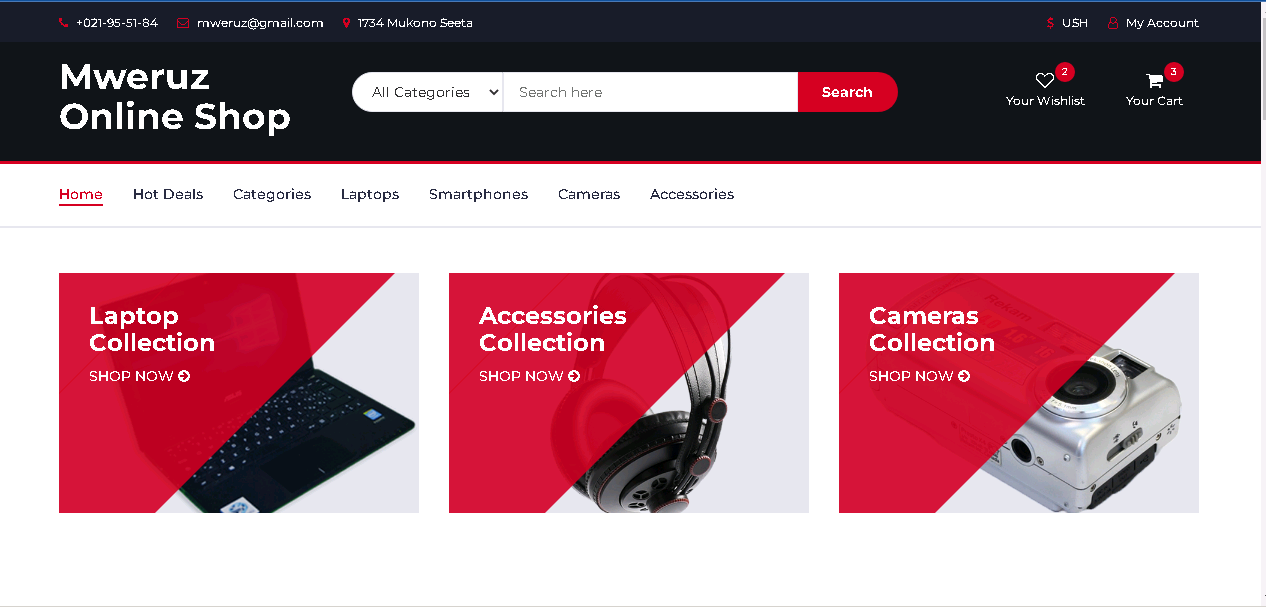 +021-95-51-84 mweruz@gmail.com 1734 Mukono Seeta $ USH My Account
Mweruz
Online Shop
All Categories Search here Search
2
Your Wishlist
3
Your Cart
Home Hot Deals Categories Laptops Smartphones Cameras Accessories
Laptop
Collection
SHOP NOW
Accessories
Collection
SHOP NOW
Cameras
Collection
SHOP NOW